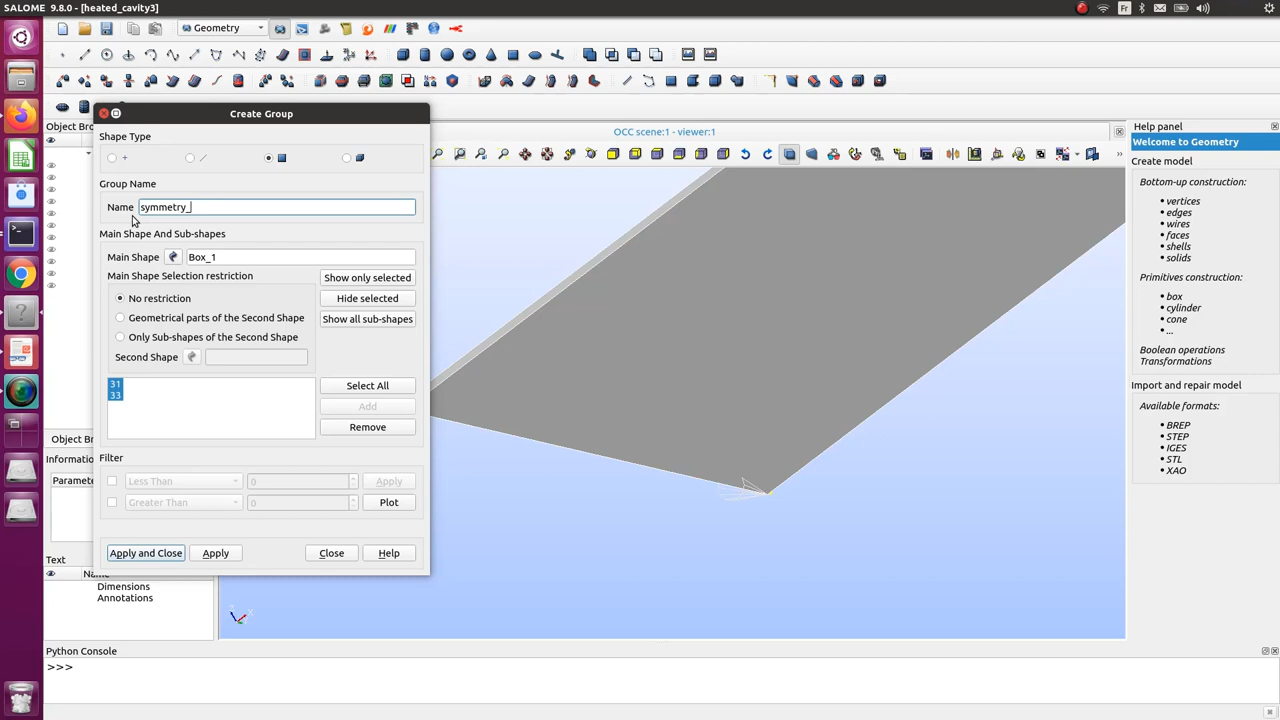 SALOME 9.8.0 - [heated_cavity3]
Fr
Geometry
Create Group
Object Bro
Shape Type
Group Name
Name symmetry_
Main Shape And Sub-shapes
Main Shape Box_1
Main Shape Selection restriction
Show only selected
No restriction
Hide selected
Geometrical parts of the Second Shape
Show all sub-shapes
Only Sub-shapes of the Second Shape
Second Shape
31
33
Select All
Add
Remove
Filter
Less Than 0 Apply
Greater Than 0 Plot
Apply and Close Apply Close Help
Object Br
Informatio
Paramete
Text
Name
Dimensions
Annotations
OCC scene:1 - viewer:1
Help panel
Welcome to Geometry
Create model
Bottom-up construction:
• vertices
• edges
• wires
• faces
• shells
• solids
Primitives construction:
• box
• cylinder
• cone
• ...
Boolean operations
Transformations
Import and repair model
Available formats:
• BREP
• STEP
• IGES
• STL
• XAO
Python Console
>>>